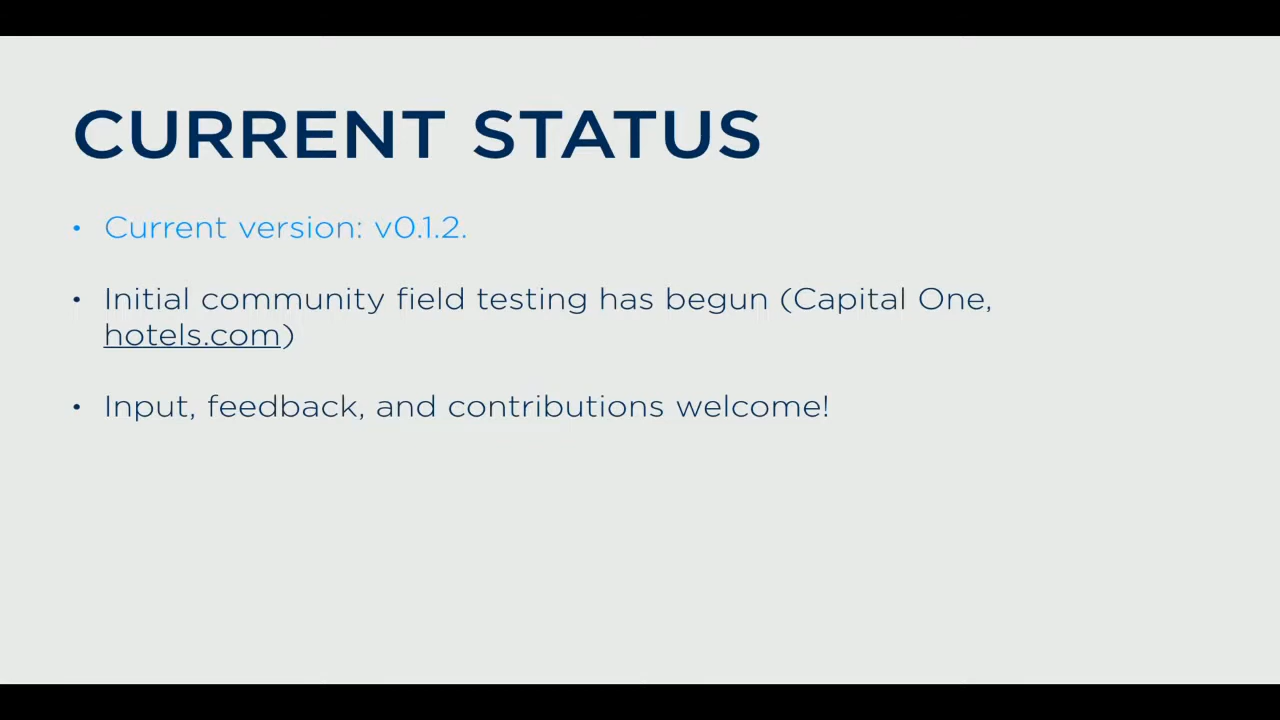 CURRENT STATUS
• Current version: v0.1.2.
• Initial community field testing has begun (Capital One,
hotels.com)
• Input, feedback, and contributions welcome!